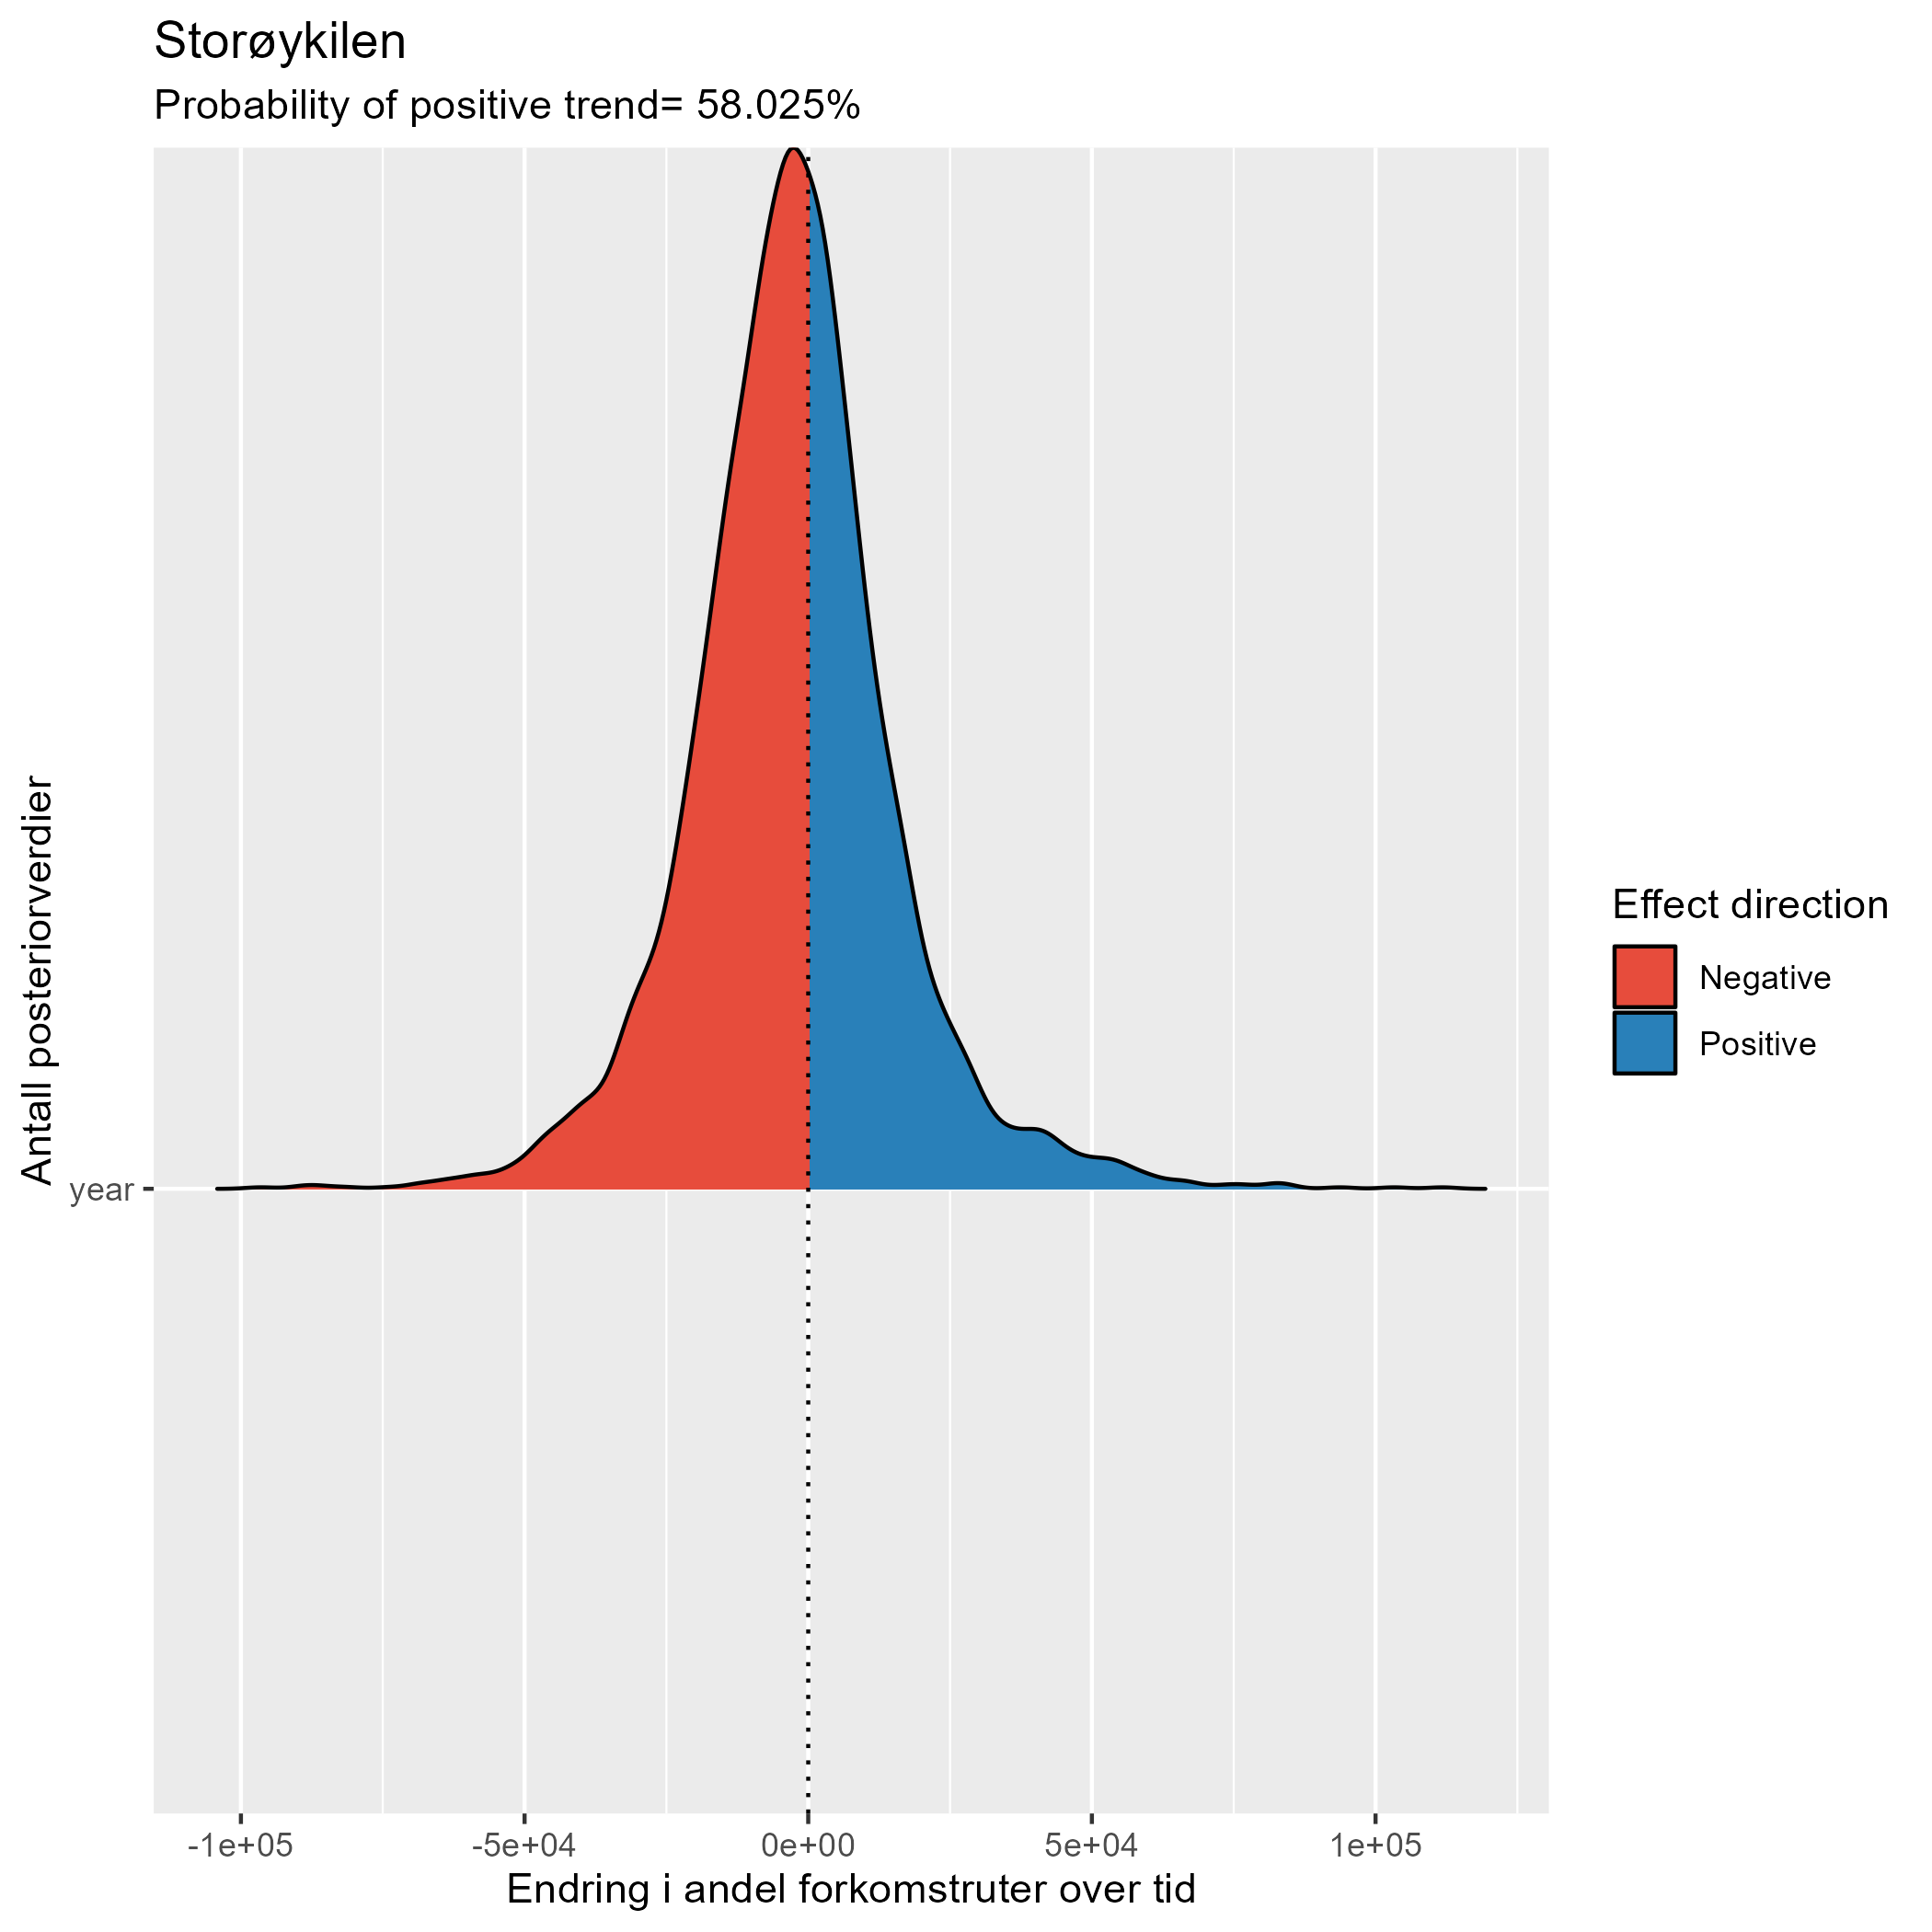 Storøykilen
Probability of positive trend= 58.025%
Antall posteriorverdier
year
-1e+05
-5e+04
0e+00
5e+04
1e+05
Endring i andel forkomstruter over tid
Effect direction
Negative
Positive